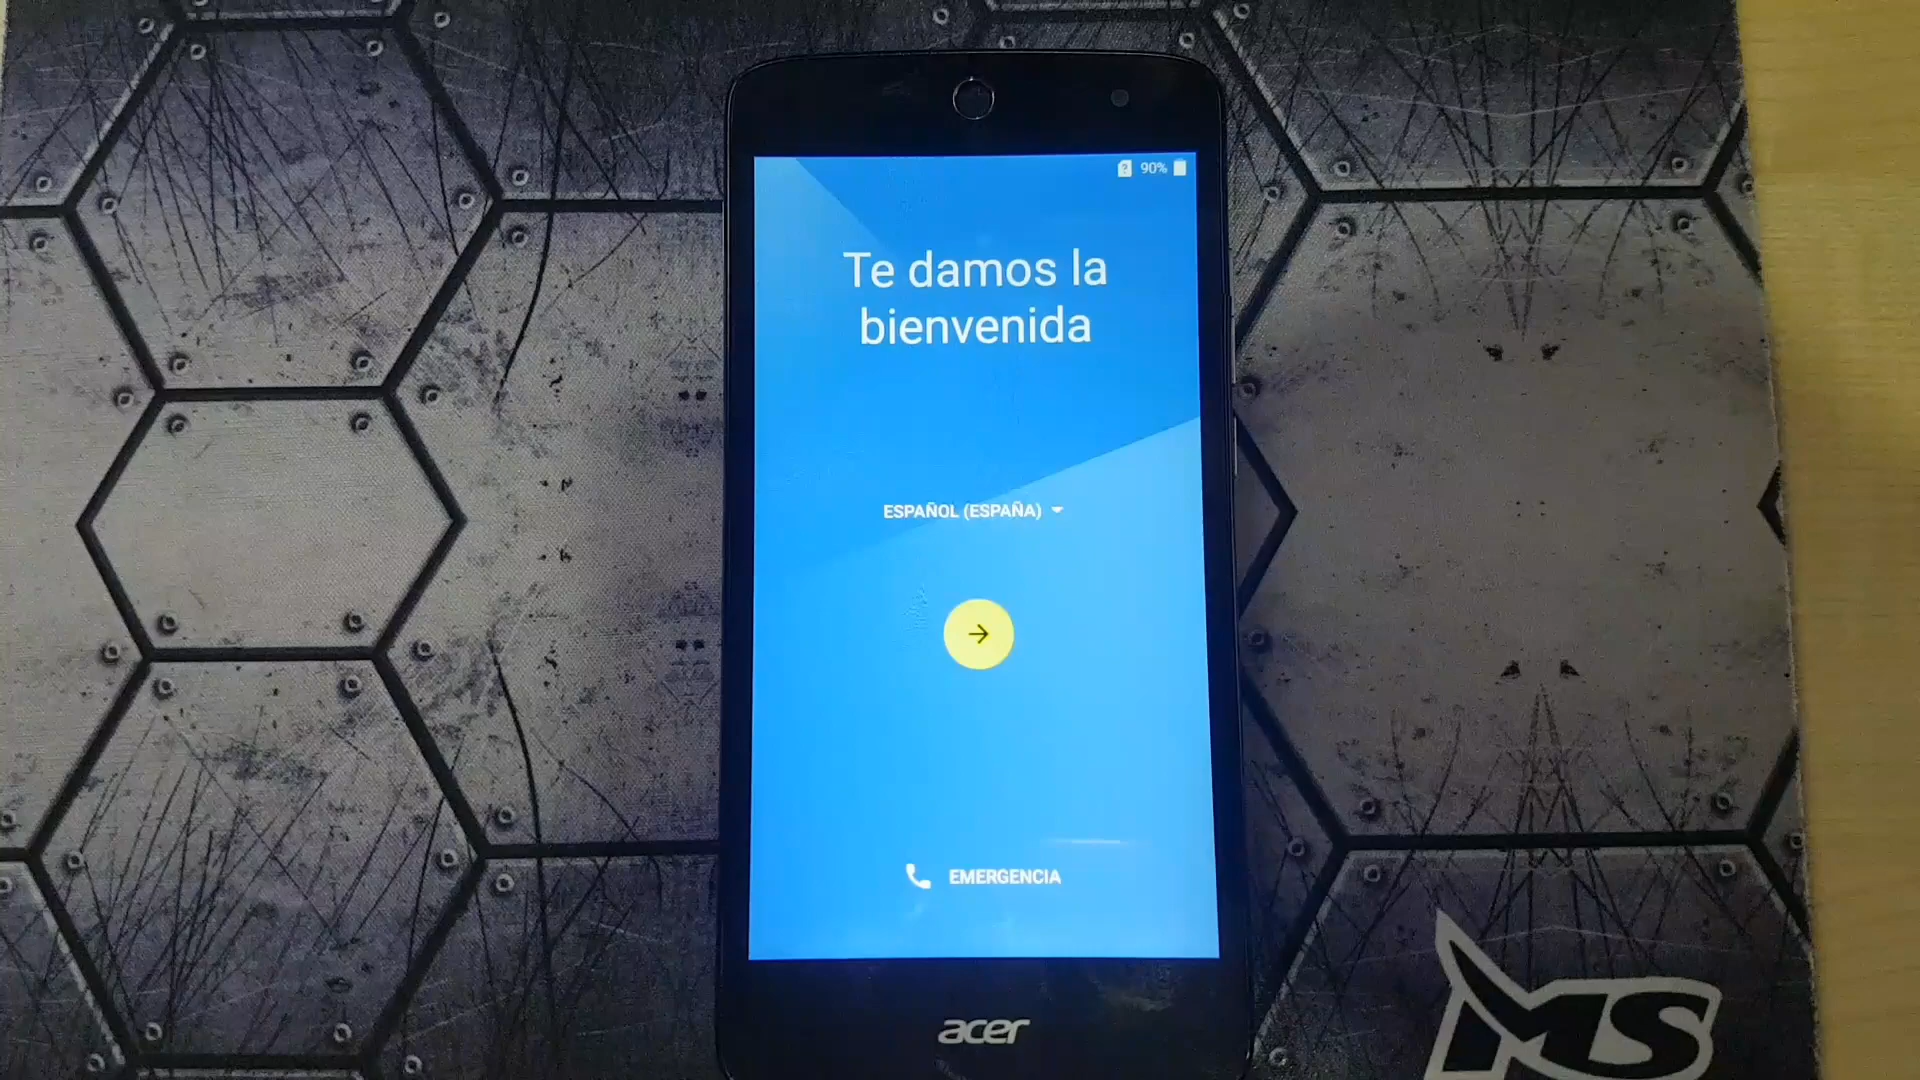 90%
Te damos la
bienvenida
ESPAÑOL (ESPAÑA)
EMERGENCIA
acer
MS